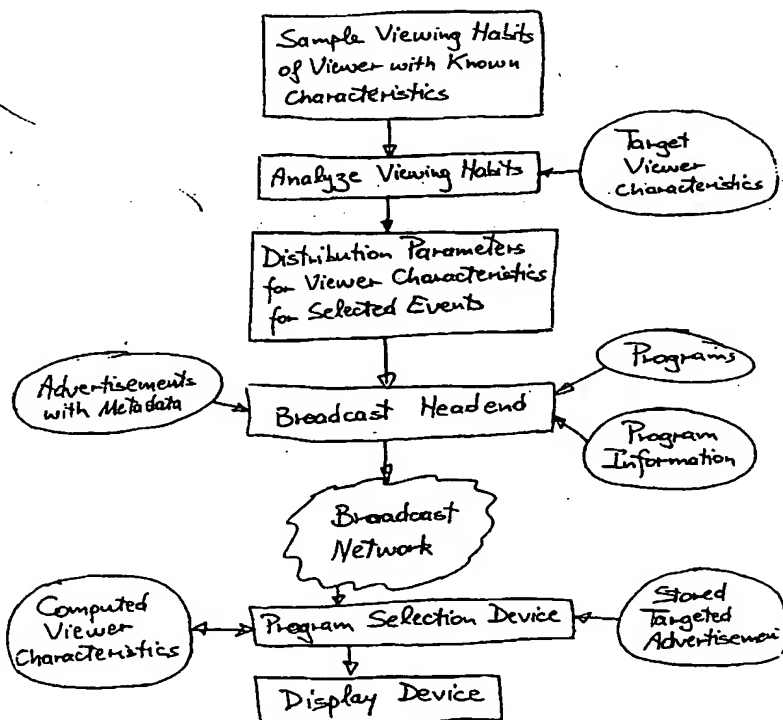 Sample Viewing Habits
of Viewer with Known
Characteristics
Analyze Viewing Habits
Target
Viewer
Characteristics
Distribution Parameters
for Viewer Characteristics
for Selected Events
Advertisements
with Metadata
Broadcast Headend
Programs
Program
Information
Broadcast
Network
Computed
Viewer
Characteristics
Program Selection Device
Stored
Targeted
Advertisemen
Display Device